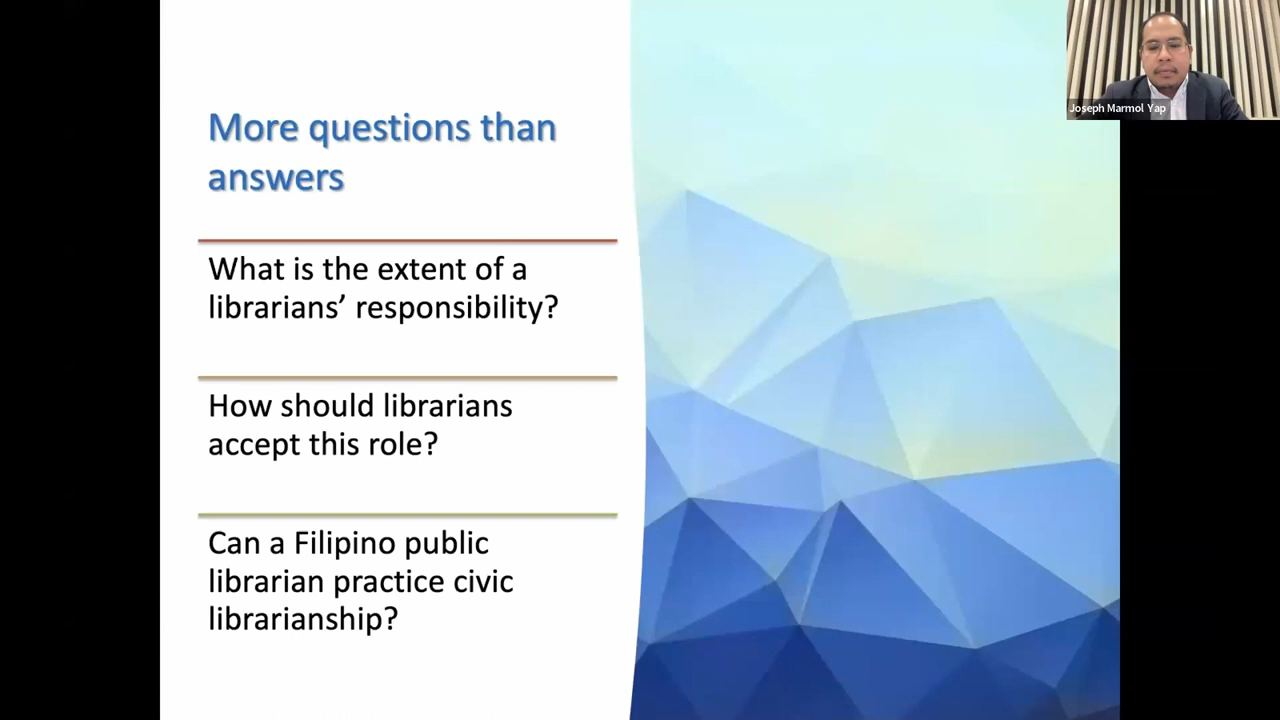 More questions than
answers
What is the extent of a
librarians’ responsibility?
How should librarians
accept this role?
Can a Filipino public
librarian practice civic
librarianship?
Joseph Marmol Yap